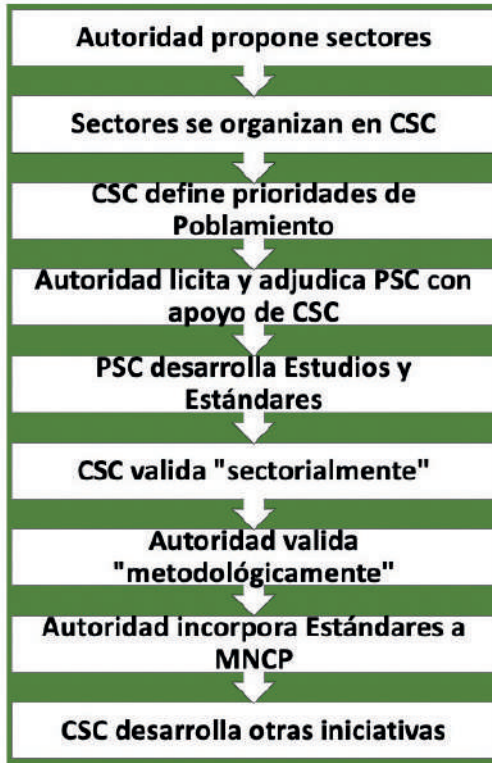 Autoridad propone sectores
Sectores se organizan en CSC
CSC define prioridades de
Poblamiento
Autoridad licita y adjudica PSC con
apoyo de CSC
PSC desarrolla Estudios y
Estándares
CSC valida "sectorialmente"
Autoridad valida
"metodológicamente"
Autoridad incorpora Estándares a
MNCP
CSC desarrolla otras iniciativas